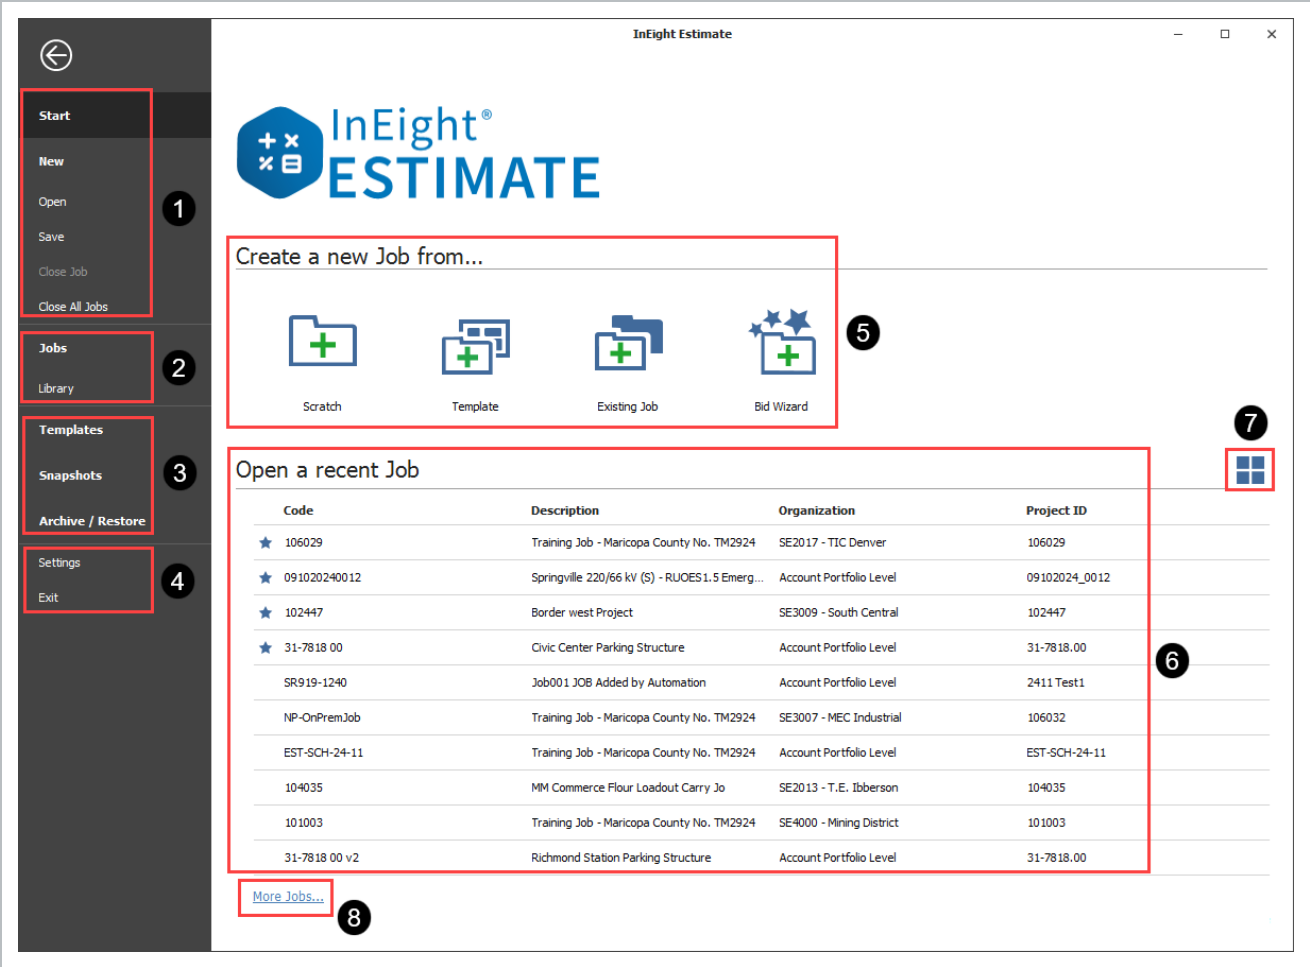 InEight Estimate
Start
New
Open
Save
Close Job
Close All Jobs
1
Jobs
Library
2
Templates
Snapshots
Archive / Restore
3
Settings
Exit
4
InEight®
ESTIMATE
Create a new Job from...
Scratch Template Existing Job Bid Wizard
5
Open a recent Job
7
Code Description Organization Project ID
106029 Training Job - Maricopa County No. TM2924 SE2017 - TIC Denver 106029
091020240012 Springville 220/66 kV (S) - RUOES1.5 Emerg... Account Portfolio Level 09102024_0012
102447 Border west Project SE3009 - South Central 102447
31-7818 00 Civic Center Parking Structure Account Portfolio Level 31-7818.00
SR919-1240 Job001 JOB Added by Automation Account Portfolio Level 2411 Test1
NP-OnPremJob Training Job - Maricopa County No. TM2924 SE3007 - MEC Industrial 106032
EST-SCH-24-11 Training Job - Maricopa County No. TM2924 Account Portfolio Level EST-SCH-24-11
104035 MM Commerce Flour Loadout Carry Jo SE2013 - T.E. Ibberson 104035
101003 Training Job - Maricopa County No. TM2924 SE4000 - Mining District 101003
31-7818 00 v2 Richmond Station Parking Structure Account Portfolio Level 31-7818.00
6
More Jobs...
8